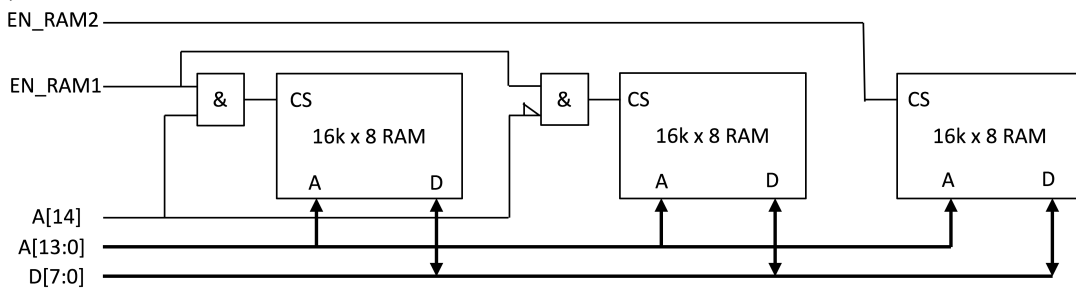 EN_RAM2
EN_RAM1
& CS & CS CS
16k x 8 RAM 16k x 8 RAM 16k x 8 RAM
A D A D A D
A[14]
A[13:0]
D[7:0]